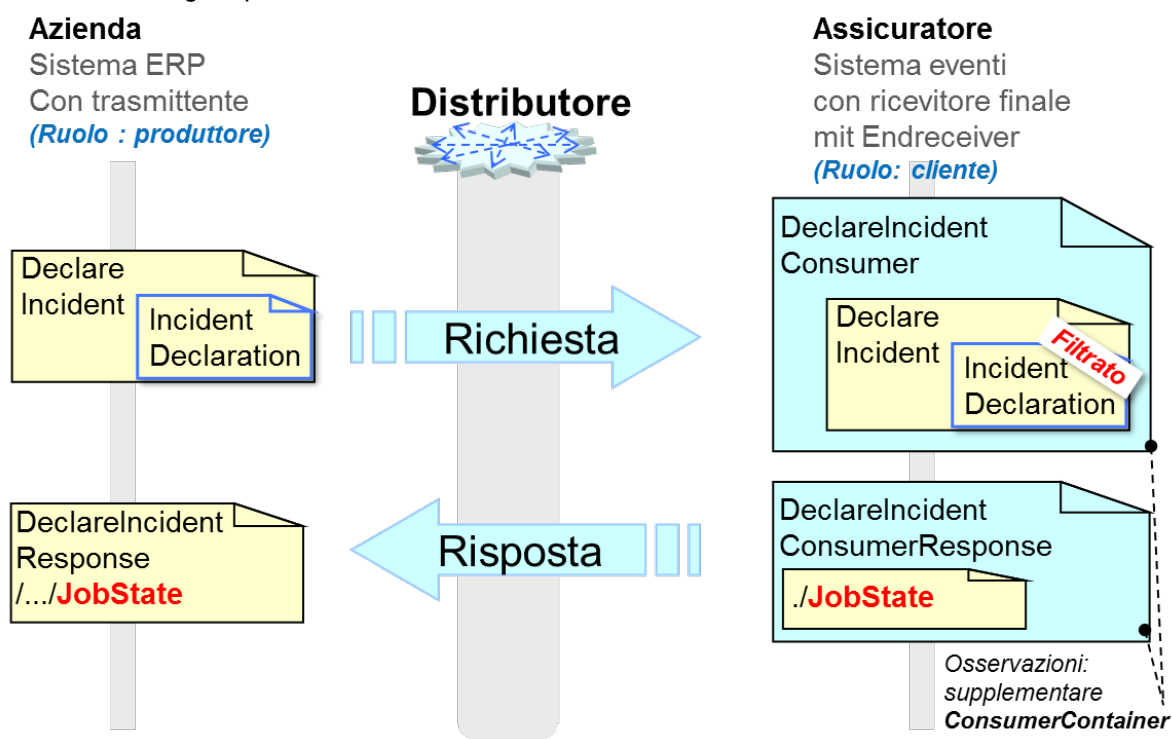 Azienda
Sistema ERP
Con trasmittente
(Ruolo : produttore)
Distributore
Assicuratore
Sistema eventi
con ricevitore finale
mit Endreceiver
(Ruolo: cliente)
Declare
Incident
Incident
Declaration
Richiesta
DeclareIncident
Consumer
Declare
Incident
Filtrato
Incident
Declaration
DeclareIncident
Response
/.../JobState
Risposta
DeclareIncident
ConsumerResponse
./JobState
Osservazioni:
supplementare
ConsumerContainer